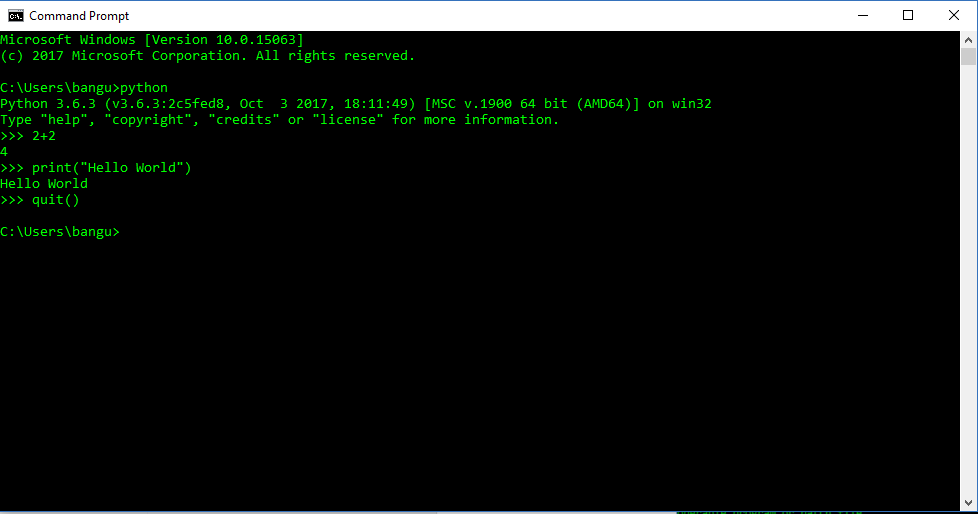 Command Prompt
Microsoft Windows [Version 10.0.15063]
(c) 2017 Microsoft Corporation. All rights reserved.
C:\Users\bangu>python
Python 3.6.3 (v3.6.3:2c5fed8, Oct  3 2017, 18:11:49) [MSC v.1900 64 bit (AMD64)] on win32
Type "help", "copyright", "credits" or "license" for more information.
>>> 2+2
4
>>> print("Hello World")
Hello World
>>> quit()
C:\Users\bangu>